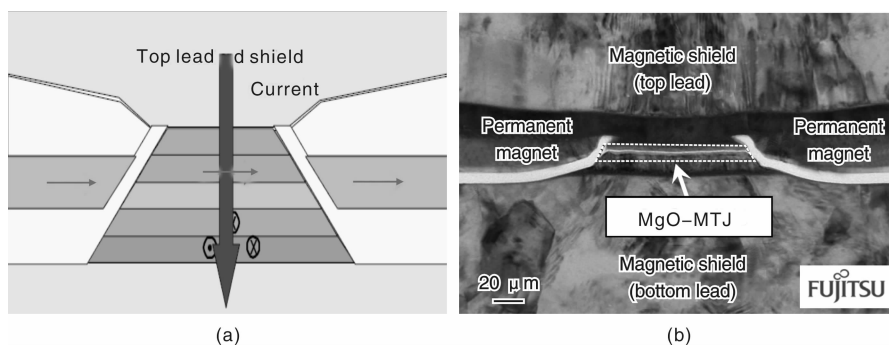 Top lead d shield
Current
(a)
Magnetic shield
(top lead)
Permanent
magnet
Permanent
magnet
MgO-MTJ
Magnetic shield
(bottom lead)
20 μm
FUJITSU
(b)